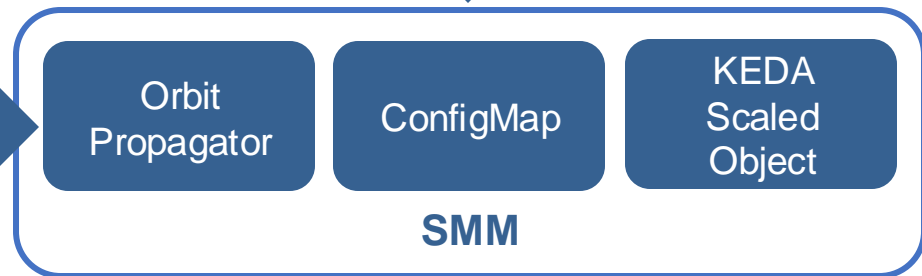 Orbit
Propagator
ConfigMap
KEDA
Scaled
Object
SMM